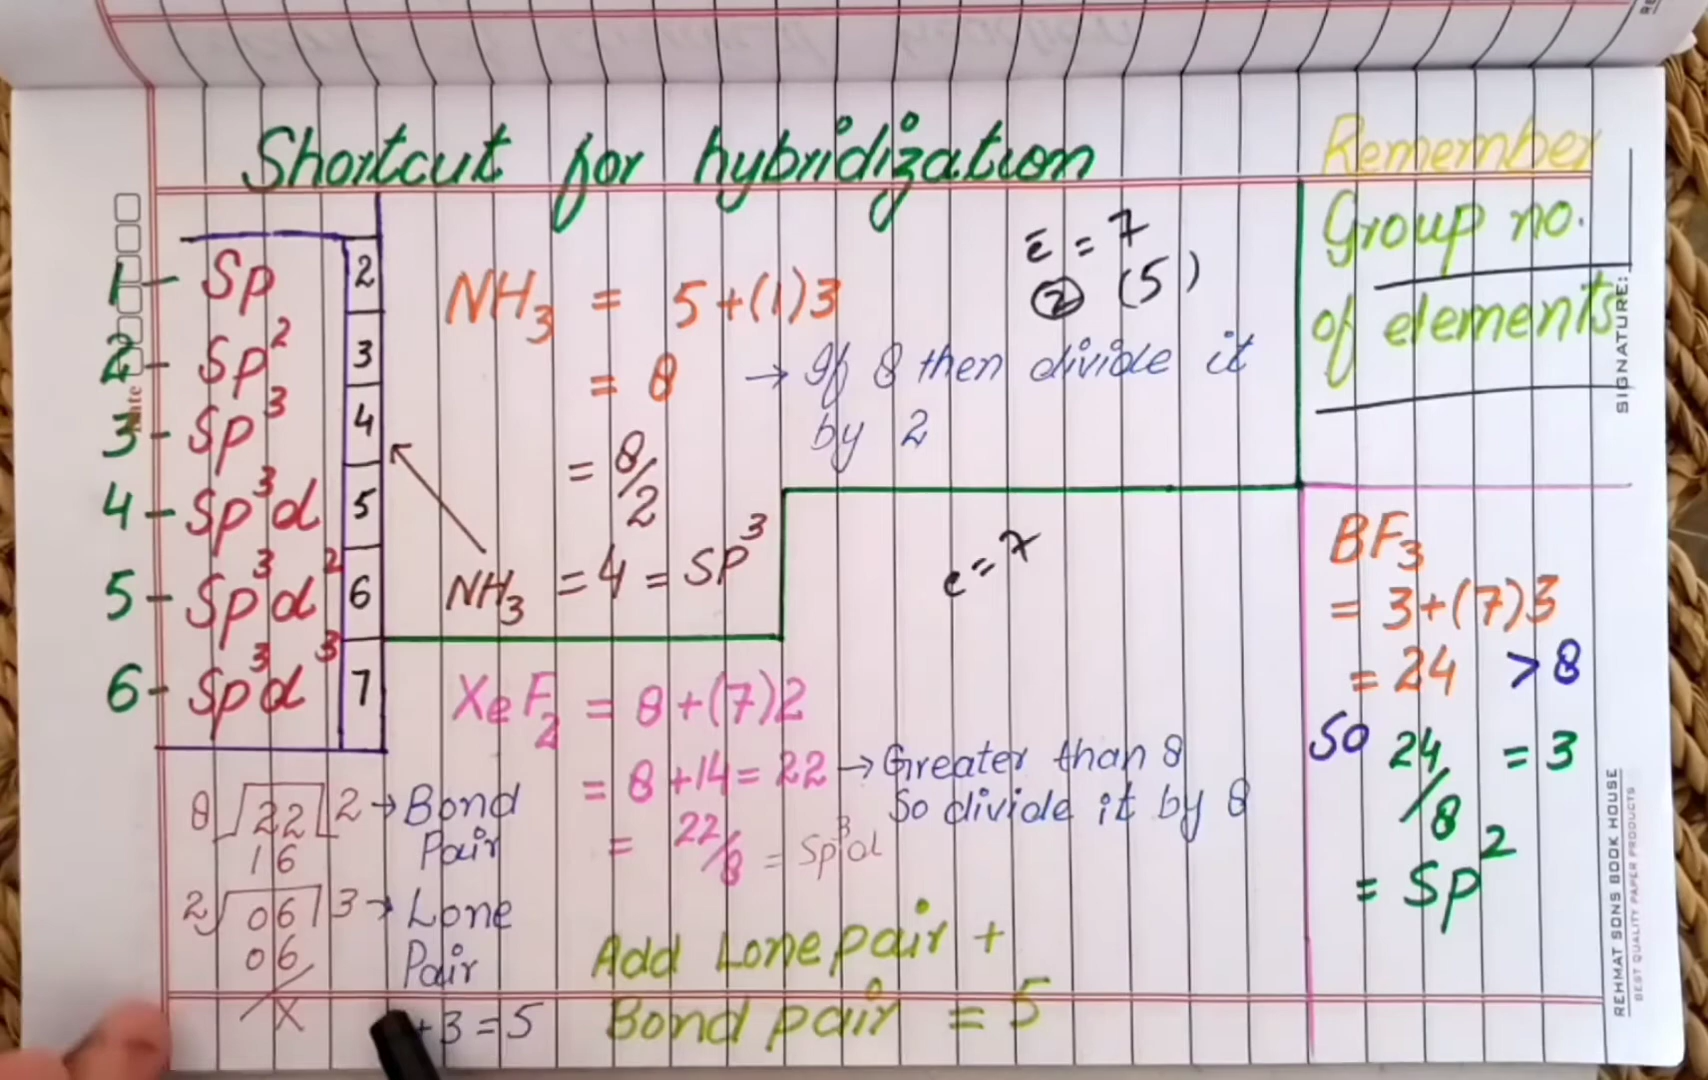 Shortcut for hybridization
Remember
Group no.
of elements
1 - Sp 2
2 - Sp² 3
3 - Sp³ 4
4 - Sp³d 5
5 - Sp³d² 6
6 - Sp³d³ 7
NH₃ = 5+(1)3
= 8 → If 8 then divide it
by 2
= 8/2
NH₃ = 4 = SP³
e = 7
② (5)
e = 7
XeF₂ = 8+(7)2
= 8+14 = 22 → Greater than 8
So divide it by 8
= 22/8 = Sp³d
8 22 2 → Bond
Pair
16
2 06 3 → Lone
Pair
06
X
+3=5
Add Lone pair +
Bond pair = 5
BF₃
= 3+(7)3
= 24 > 8
So 24/8 = 3
= Sp²
SIGNATURE:
REHMAT SONS BOOK HOUSE
BEST QUALITY PAPER PRODUCTS